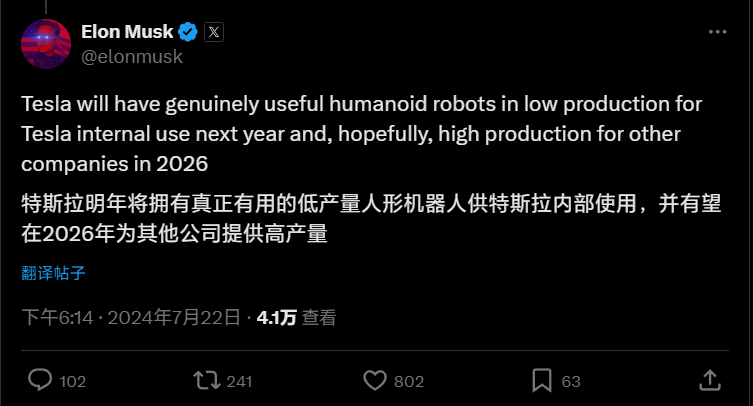 Elon Musk X
@elonmusk
Tesla will have genuinely useful humanoid robots in low production for
Tesla internal use next year and, hopefully, high production for other
companies in 2026
特斯拉明年将拥有真正有用的低产量人形机器人供特斯拉内部使用，并有望
在2026年为其他公司提供高产量
翻译帖子
下午6:14 · 2024年7月22日 · 4.1万 查看
102 241 802 63